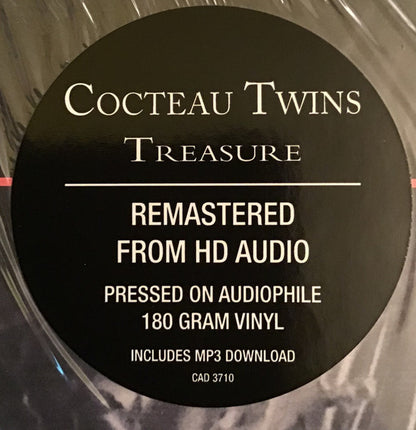 COCTEAU TWINS
TREASURE
REMASTERED
FROM HD AUDIO
PRESSED ON AUDIOPHILE
180 GRAM VINYL
INCLUDES MP3 DOWNLOAD
CAD 3710